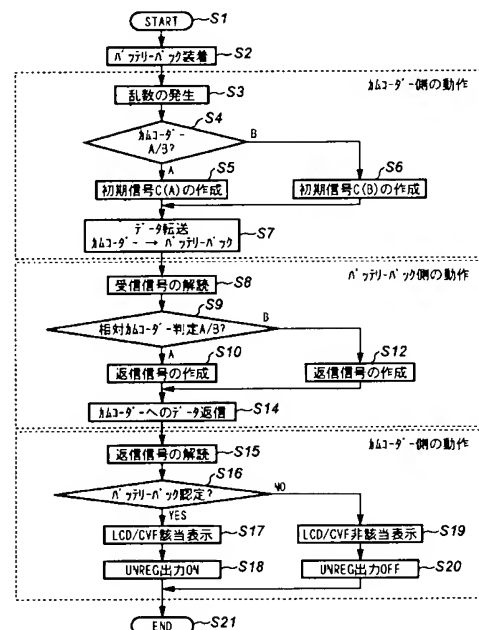 START
S1
バッテリーパック装着
S2
カムコーダー側の動作
乱数の発生
S3
S4
カムコーダー
A/B?
B
A
S5
初期信号C(A)の作成
S6
初期信号C(B)の作成
データ転送
カムコーダー → バッテリーパック
S7
バッテリーパック側の動作
受信信号の解読
S8
S9
相対カムコーダー判定A/B?
B
A
S10
返信信号の作成
S12
返信信号の作成
カムコーダーへのデータ返信
S14
カムコーダー側の動作
返信信号の解読
S15
S16
バッテリーパック認定?
NO
YES
LCD/CVF該当表示
S17
LCD/CVF非該当表示
S19
UNREG出力ON
S18
UNREG出力OFF
S20
END
S21